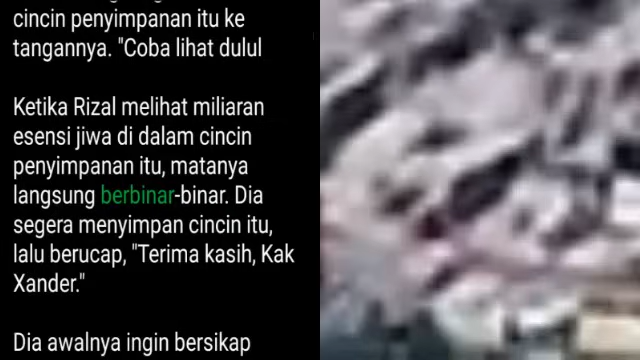 cincin penyimpanan itu ke
tangannya. "Coba lihat dulul
Ketika Rizal melihat miliaran
esensi jiwa di dalam cincin
penyimpanan itu, matanya
langsung berbinar-binar. Dia
segera menyimpan cincin itu,
lalu berucap, "Terima kasih, Kak
Xander."
Dia awalnya ingin bersikap